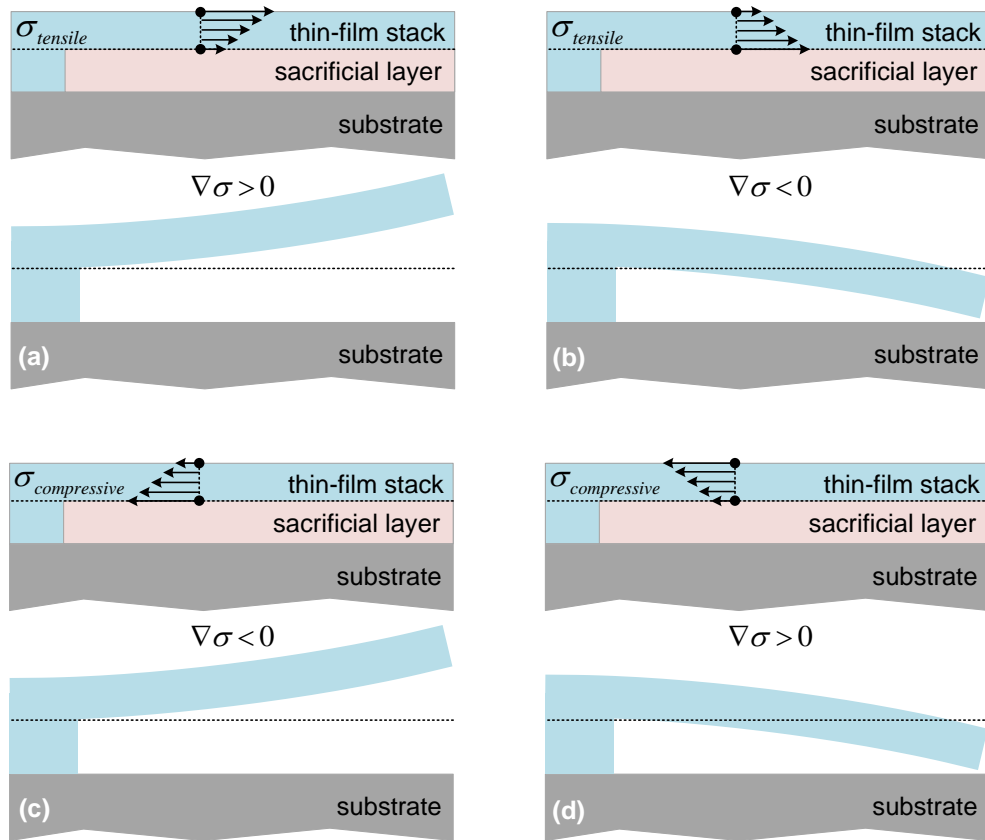 σtensile
thin-film stack
sacrificial layer
substrate
∇σ > 0
(a)
substrate
σtensile
thin-film stack
sacrificial layer
substrate
∇σ < 0
(b)
substrate
σcompressive
thin-film stack
sacrificial layer
substrate
∇σ < 0
(c)
substrate
σcompressive
thin-film stack
sacrificial layer
substrate
∇σ > 0
(d)
substrate